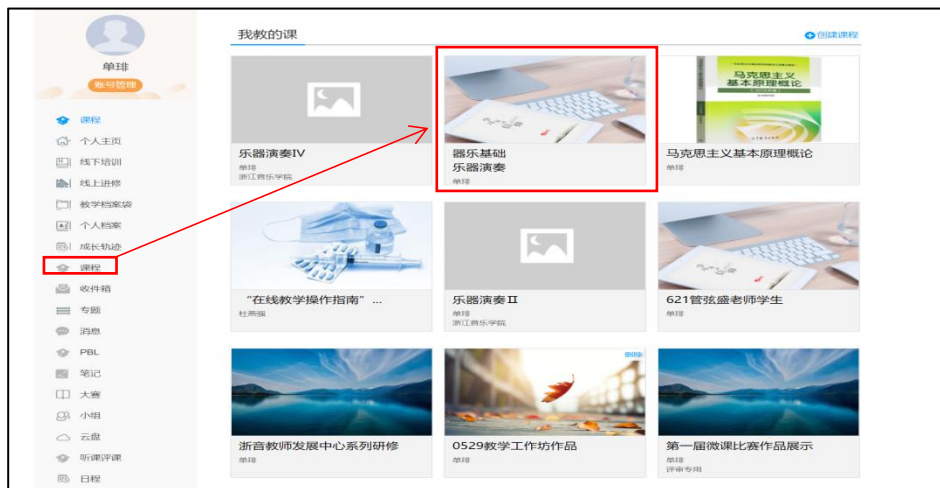 单琲
账号管理
课程
个人主页
线下培训
线上进修
教学档案袋
个人档案
成长轨迹
课程
收件箱
专题
消息
PBL
笔记
大赛
小组
云盘
听课评课
日程
我教的课
创建课程
乐器演奏IV
单琲
浙江音乐学院
器乐基础
乐器演奏
单琲
马克思主义
基本原理概论
马克思主义基本原理概论
单琲
“在线教学操作指南”...
杜燕强
乐器演奏Ⅱ
单琲
浙江音乐学院
621管弦盛老师学生
单琲
浙音教师发展中心系列研修
单琲
删除
0529教学工作坊作品
单琲
第一届微课比赛作品展示
单琲
评审专用